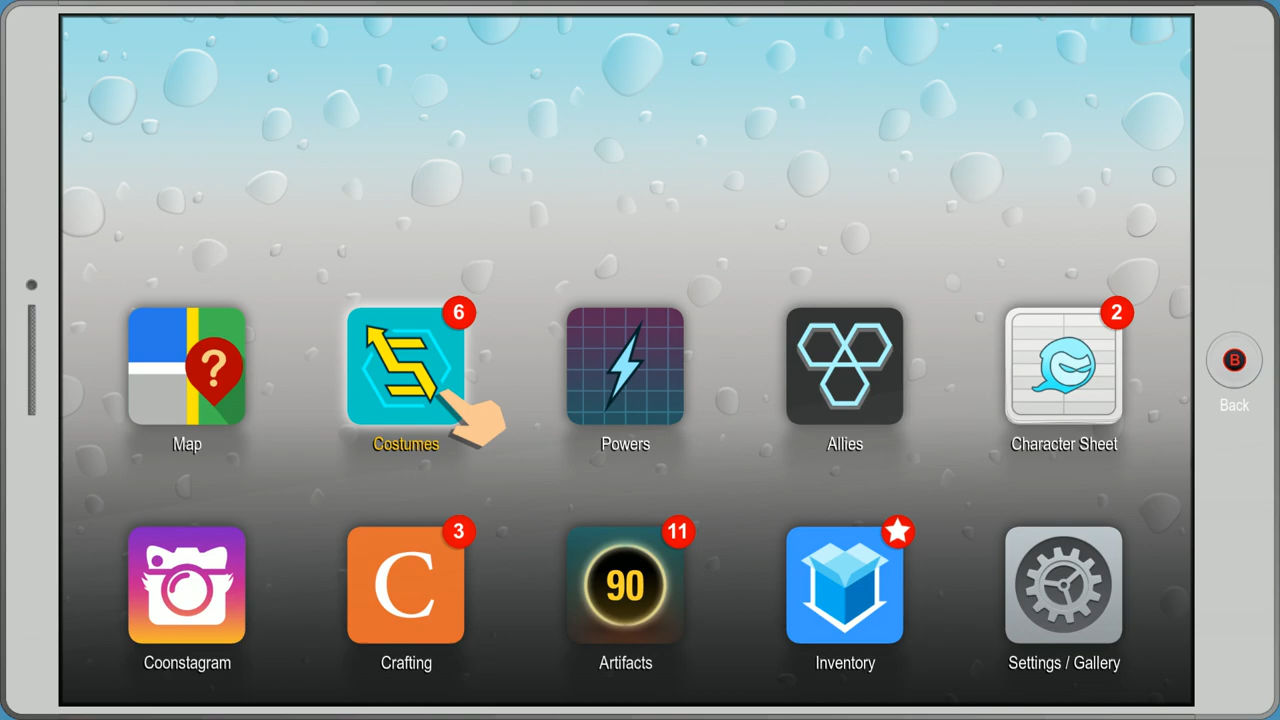 6
2
?
B
Back
Map
Costumes
Powers
Allies
Character Sheet
3
11
C
90
Coonstagram
Crafting
Artifacts
Inventory
Settings / Gallery